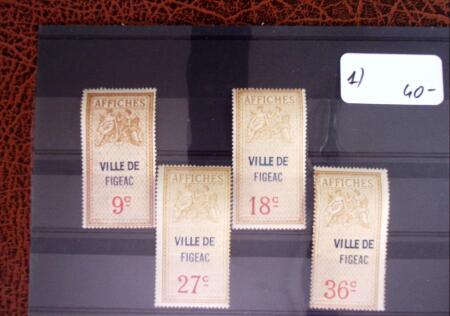 1) 40-
AFFICHES
VILLE DE
FIGEAC
9c
AFFICHES
VILLE DE
FIGEAC
18c
AFFICHES
VILLE DE
FIGEAC
27c
AFFICHES
VILLE DE
FIGEAC
36c